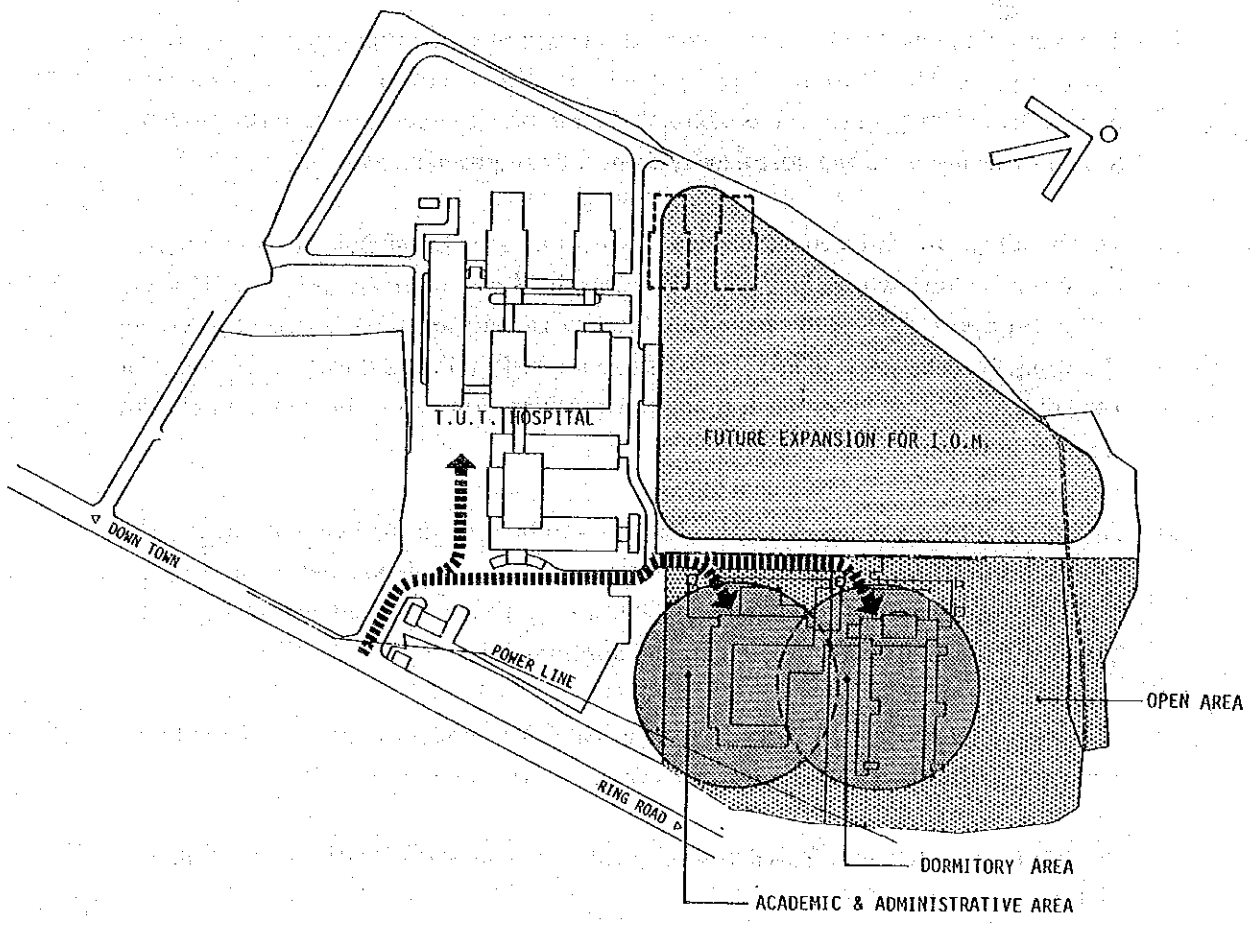 T.U.T. HOSPITAL
FUTURE EXPANSION FOR I.O.M.
◁ DOWN TOWN
POWER LINE
OPEN AREA
RING ROAD ▷
DORMITORY AREA
ACADEMIC & ADMINISTRATIVE AREA